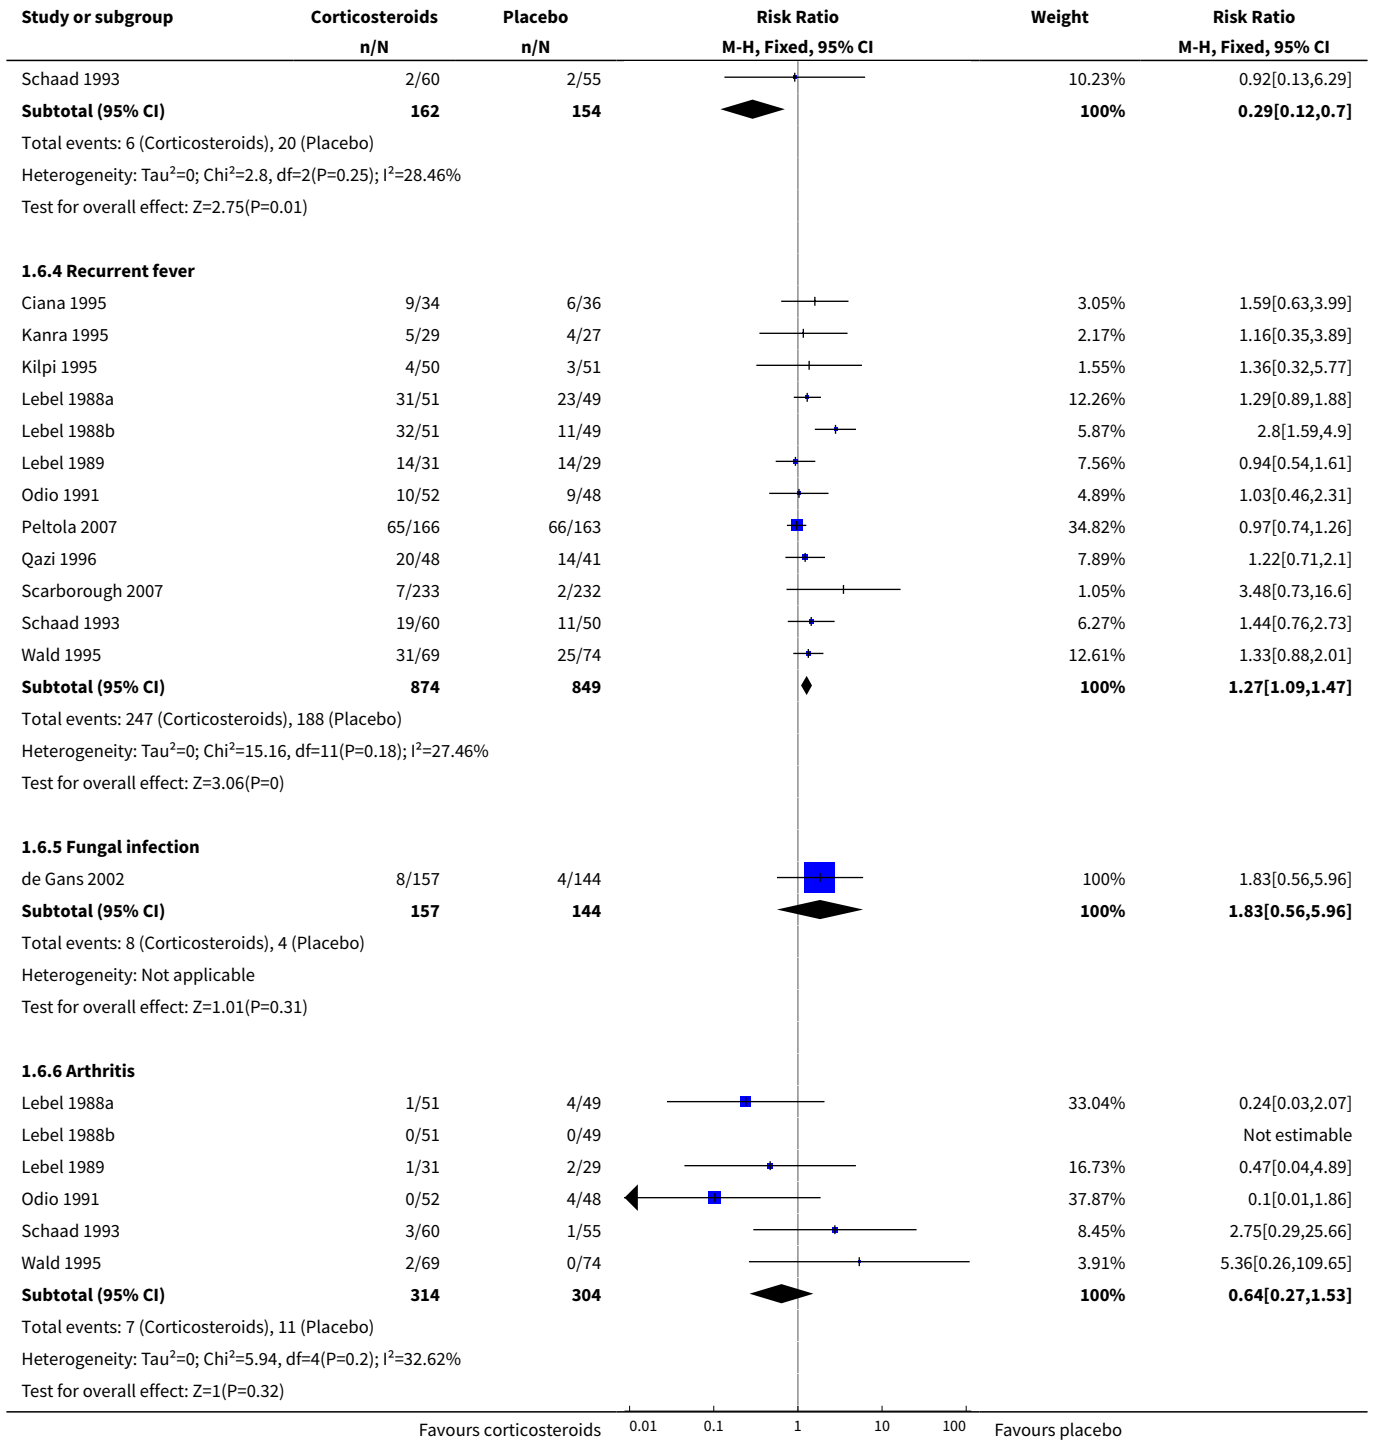 Study or subgroup Corticosteroids Placebo Risk Ratio Weight Risk Ratio
n/N n/N M-H, Fixed, 95% CI M-H, Fixed, 95% CI
Schaad 1993 2/60 2/55 10.23% 0.92[0.13,6.29]
Subtotal (95% CI) 162 154 100% 0.29[0.12,0.7]
Total events: 6 (Corticosteroids), 20 (Placebo)
Heterogeneity: Tau²=0; Chi²=2.8, df=2(P=0.25); I²=28.46%
Test for overall effect: Z=2.75(P=0.01)
1.6.4 Recurrent fever
Ciana 1995 9/34 6/36 3.05% 1.59[0.63,3.99]
Kanra 1995 5/29 4/27 2.17% 1.16[0.35,3.89]
Kilpi 1995 4/50 3/51 1.55% 1.36[0.32,5.77]
Lebel 1988a 31/51 23/49 12.26% 1.29[0.89,1.88]
Lebel 1988b 32/51 11/49 5.87% 2.8[1.59,4.9]
Lebel 1989 14/31 14/29 7.56% 0.94[0.54,1.61]
Odio 1991 10/52 9/48 4.89% 1.03[0.46,2.31]
Peltola 2007 65/166 66/163 34.82% 0.97[0.74,1.26]
Qazi 1996 20/48 14/41 7.89% 1.22[0.71,2.1]
Scarborough 2007 7/233 2/232 1.05% 3.48[0.73,16.6]
Schaad 1993 19/60 11/50 6.27% 1.44[0.76,2.73]
Wald 1995 31/69 25/74 12.61% 1.33[0.88,2.01]
Subtotal (95% CI) 874 849 100% 1.27[1.09,1.47]
Total events: 247 (Corticosteroids), 188 (Placebo)
Heterogeneity: Tau²=0; Chi²=15.16, df=11(P=0.18); I²=27.46%
Test for overall effect: Z=3.06(P=0)
1.6.5 Fungal infection
de Gans 2002 8/157 4/144 100% 1.83[0.56,5.96]
Subtotal (95% CI) 157 144 100% 1.83[0.56,5.96]
Total events: 8 (Corticosteroids), 4 (Placebo)
Heterogeneity: Not applicable
Test for overall effect: Z=1.01(P=0.31)
1.6.6 Arthritis
Lebel 1988a 1/51 4/49 33.04% 0.24[0.03,2.07]
Lebel 1988b 0/51 0/49 Not estimable
Lebel 1989 1/31 2/29 16.73% 0.47[0.04,4.89]
Odio 1991 0/52 4/48 37.87% 0.1[0.01,1.86]
Schaad 1993 3/60 1/55 8.45% 2.75[0.29,25.66]
Wald 1995 2/69 0/74 3.91% 5.36[0.26,109.65]
Subtotal (95% CI) 314 304 100% 0.64[0.27,1.53]
Total events: 7 (Corticosteroids), 11 (Placebo)
Heterogeneity: Tau²=0; Chi²=5.94, df=4(P=0.2); I²=32.62%
Test for overall effect: Z=1(P=0.32)
Favours corticosteroids 0.01 0.1 1 10 100 Favours placebo